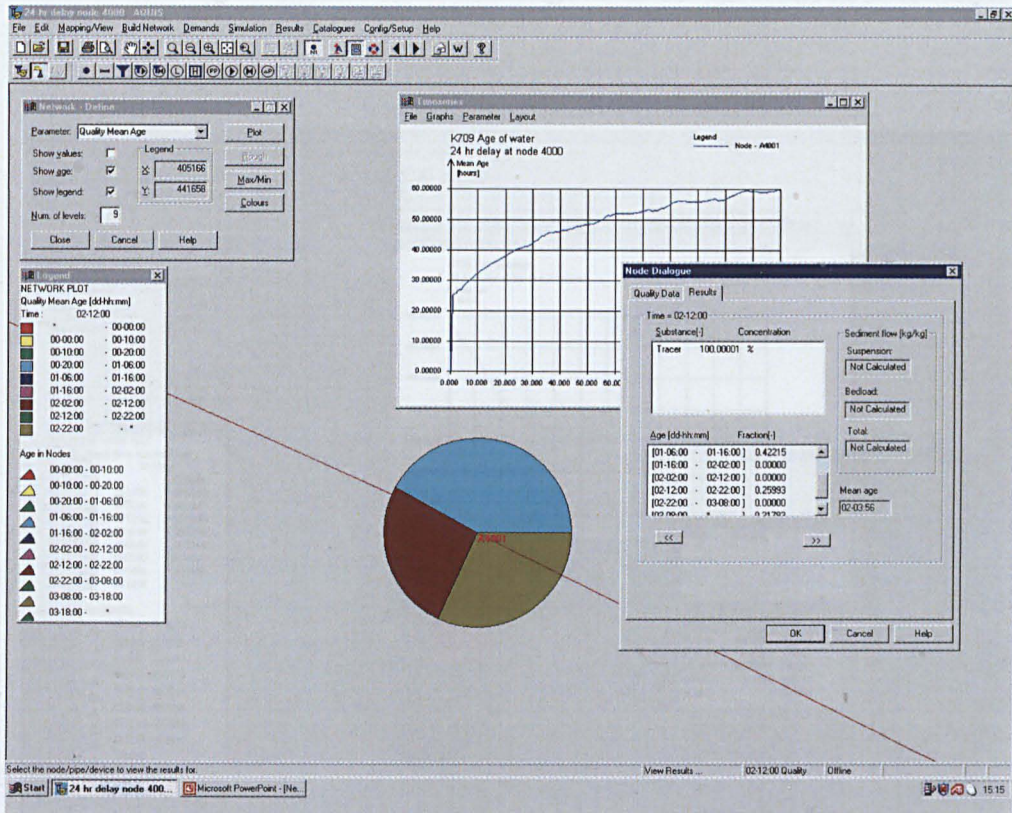 24 hr delay node 4000 - AQUIS
File Edit Mapping/View Build Network Demands Simulation Results Catalogues Config/Setup Help
Network - Define
Parameter: Quality Mean Age
Plot
Show values:
Legend
Rough
Show age:
X: 405166
Max/Min
Show legend:
Y: 441658
Colours
Num. of levels: 9
Close Cancel Help
Timeseries
File Graphs Parameter Layout
K709 Age of water
24 hr delay at node 4000
Legend
Node - A4001
Mean Age
[hours]
60.00000
50.00000
40.00000
30.00000
20.00000
10.00000
0.00000
0.000 10.000 20.000 30.000 40.000 50.000 60.00
Legend
NETWORK PLOT
Quality Mean Age [dd-hh:mm]
Time : 02-12:00
* - 00-00:00
00-00:00 - 00-10:00
00-10:00 - 00-20:00
00-20:00 - 01-06:00
01-06:00 - 01-16:00
01-16:00 - 02-02:00
02-02:00 - 02-12:00
02-12:00 - 02-22:00
02-22:00 - *
Age in Nodes
00-00:00 - 00-10:00
00-10:00 - 00-20:00
00-20:00 - 01-06:00
01-06:00 - 01-16:00
01-16:00 - 02-02:00
02-02:00 - 02-12:00
02-12:00 - 02-22:00
02-22:00 - 03-08:00
03-08:00 - 03-18:00
03-18:00 - *
A4001
Node Dialogue
Quality Data Results
Time = 02-12:00
Substance[-] Concentration
Tracer 100.00001 %
Sediment flow [kg/kg]
Suspension:
Not Calculated
Bedload:
Not Calculated
Total:
Not Calculated
Age [dd-hh:mm] Fraction[-]
[01-06:00 - 01-16:00 ] 0.42215
[01-16:00 - 02-02:00 ] 0.00000
[02-02:00 - 02-12:00 ] 0.00000
[02-12:00 - 02-22:00 ] 0.25993
[02-22:00 - 03-08:00 ] 0.00000
[03-08:00 - * ] 0.31792
Mean age
02-03:56
<< >>
OK Cancel Help
Select the node/pipe/device to view the results for.
View Results ... 02-12:00 Quality Offline
Start 24 hr delay node 400... Microsoft PowerPoint - [Ne... 15:15